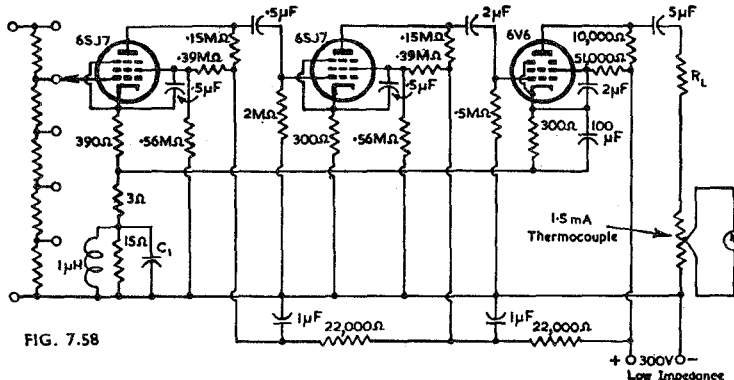 .5µF
2µF
5µF
6SJ7
.15MΩ
6SJ7
.15MΩ
6V6
10,000Ω
.39MΩ
.39MΩ
51,000Ω
RL
.5µF
.5µF
2µF
2MΩ
.5MΩ
390Ω
.56MΩ
300Ω
.56MΩ
300Ω
100
µF
3Ω
1.5 mA
Thermocouple
15Ω
C1
1µH
1µF
1µF
22,000Ω
22,000Ω
FIG. 7.58
+ 300V -
Low Impedance